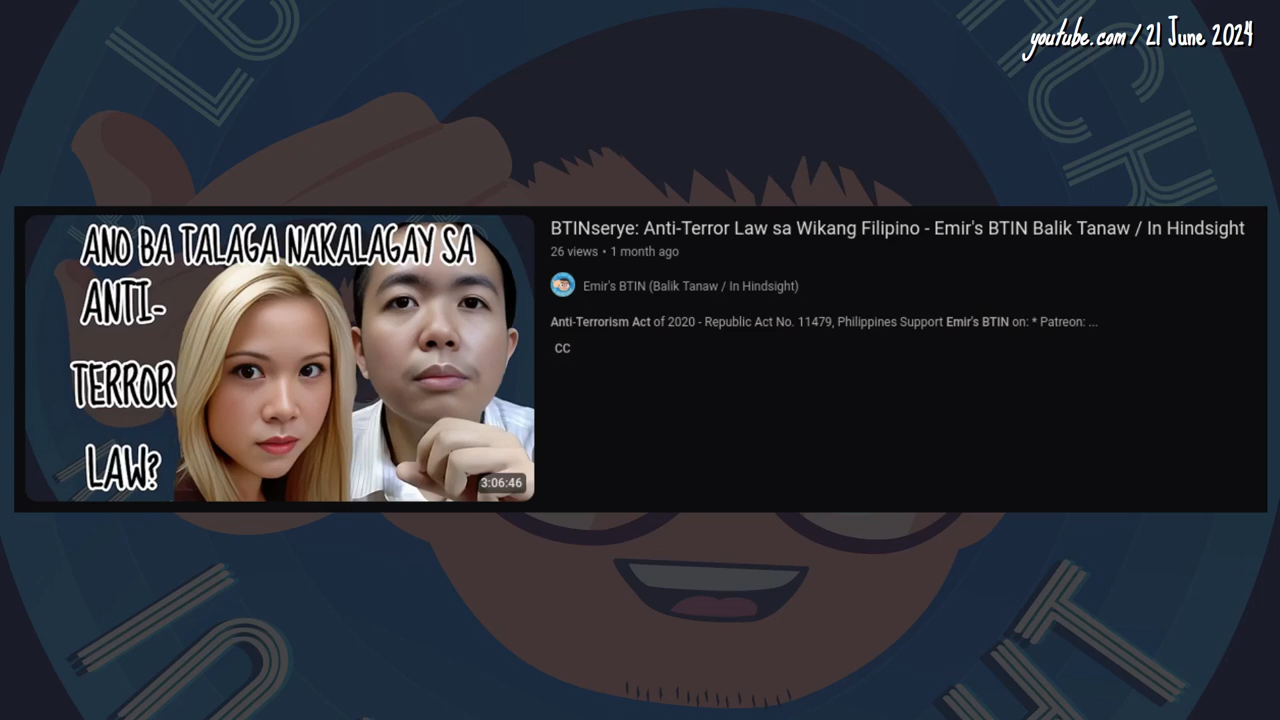 youtube.com / 21 June 2024
ANO BA TALAGA NAKALAGAY SA
ANTI-
TERROR
LAW?
3:06:46
BTINserye: Anti-Terror Law sa Wikang Filipino - Emir's BTIN Balik Tanaw / In Hindsight
26 views • 1 month ago
Emir's BTIN (Balik Tanaw / In Hindsight)
Anti-Terrorism Act of 2020 - Republic Act No. 11479, Philippines Support Emir's BTIN on: * Patreon: ...
CC